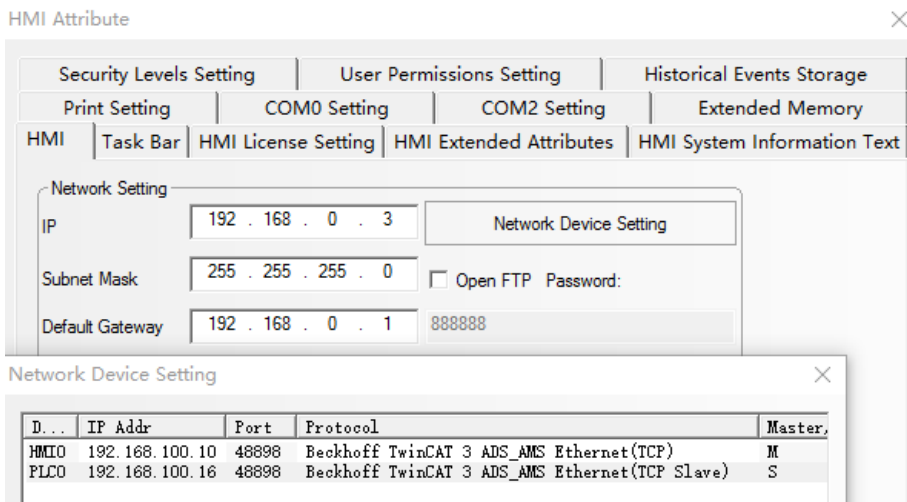 HMI Attribute
Security Levels Setting User Permissions Setting Historical Events Storage
Print Setting COM0 Setting COM2 Setting Extended Memory
HMI Task Bar HMI License Setting HMI Extended Attributes HMI System Information Text
Network Setting
IP 192 . 168 . 0 . 3 Network Device Setting
Subnet Mask 255 . 255 . 255 . 0 Open FTP Password:
Default Gateway 192 . 168 . 0 . 1 888888
Network Device Setting
D... IP Addr Port Protocol Master,
HMI0 192.168.100.10 48898 Beckhoff TwinCAT 3 ADS_AMS Ethernet(TCP) M
PLC0 192.168.100.16 48898 Beckhoff TwinCAT 3 ADS_AMS Ethernet(TCP Slave) S